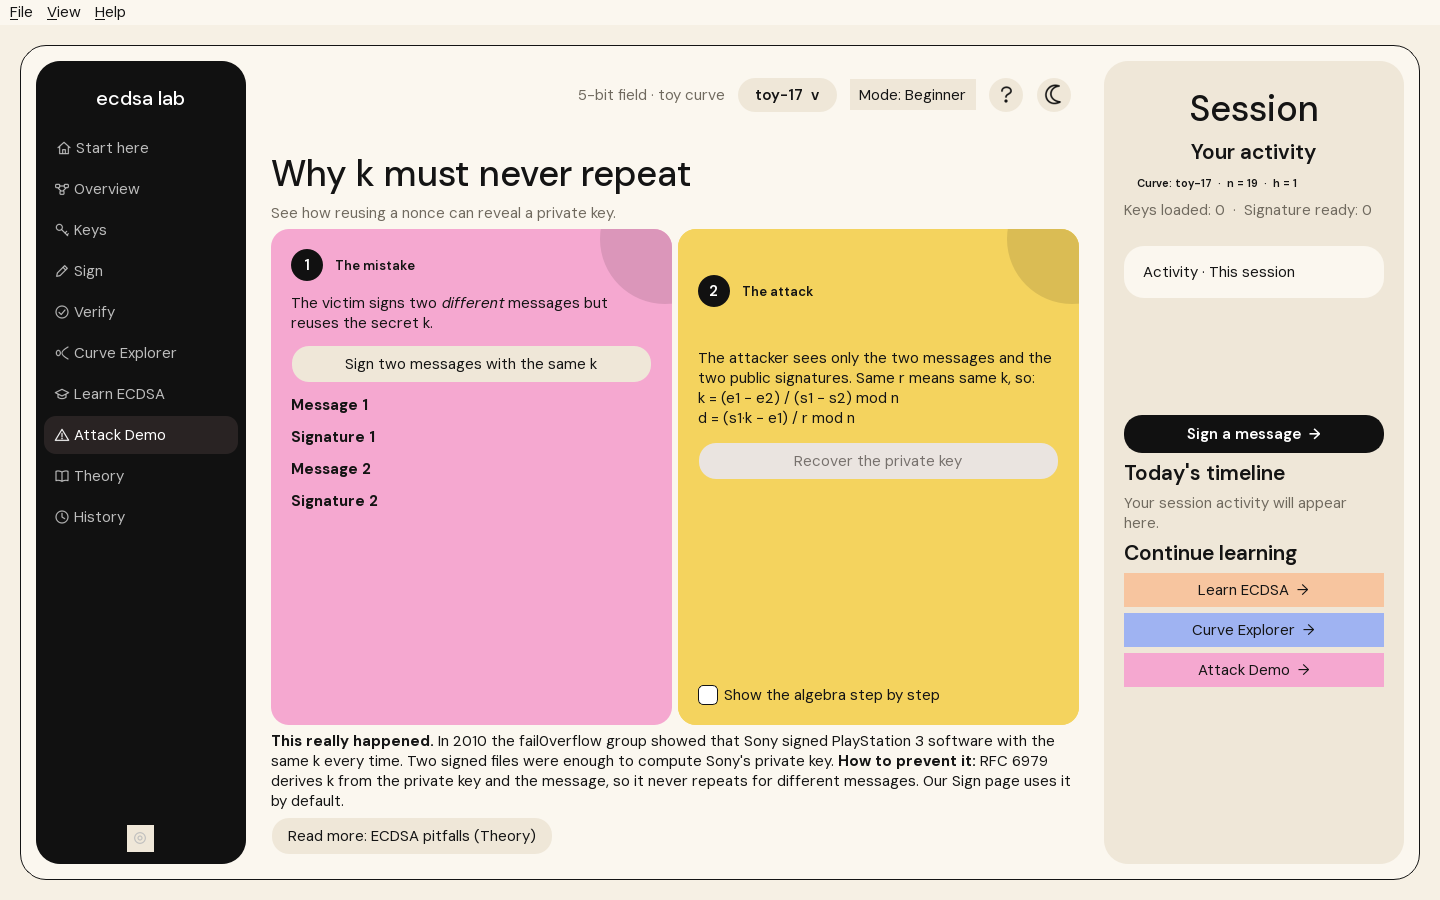 File View Help
ecdsa lab
Start here
Overview
Keys
Sign
Verify
Curve Explorer
Learn ECDSA
Attack Demo
Theory
History
5-bit field · toy curve
toy-17 v
Mode: Beginner
?
Why k must never repeat
See how reusing a nonce can reveal a private key.
1 The mistake
The victim signs two different messages but
reuses the secret k.
Sign two messages with the same k
Message 1
Signature 1
Message 2
Signature 2
2 The attack
The attacker sees only the two messages and the
two public signatures. Same r means same k, so:
k = (e1 - e2) / (s1 - s2) mod n
d = (s1·k - e1) / r mod n
Recover the private key
Show the algebra step by step
This really happened. In 2010 the fail0verflow group showed that Sony signed PlayStation 3 software with the
same k every time. Two signed files were enough to compute Sony's private key. How to prevent it: RFC 6979
derives k from the private key and the message, so it never repeats for different messages. Our Sign page uses it
by default.
Read more: ECDSA pitfalls (Theory)
Session
Your activity
Curve: toy-17 · n = 19 · h = 1
Keys loaded: 0 · Signature ready: 0
Activity · This session
Sign a message →
Today's timeline
Your session activity will appear
here.
Continue learning
Learn ECDSA →
Curve Explorer →
Attack Demo →